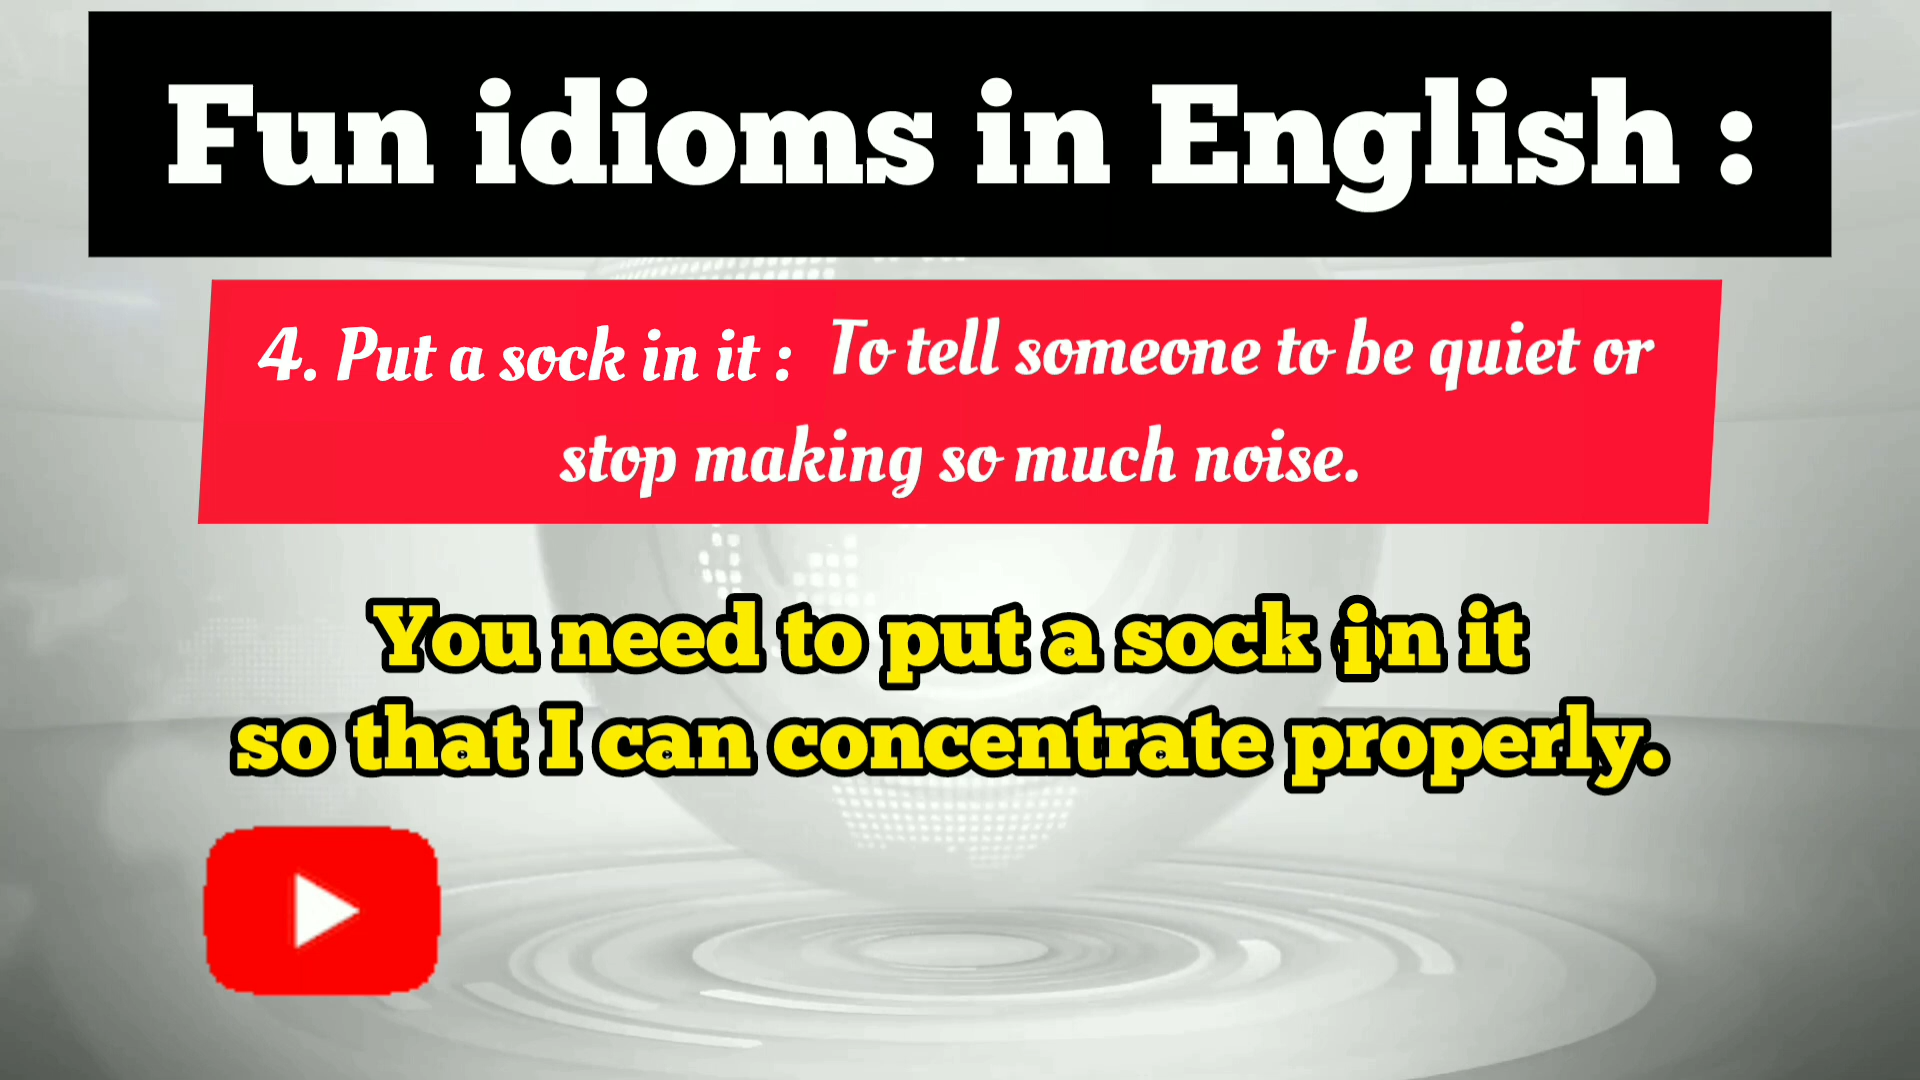 Fun idioms in English :
4. Put a sock in it : To tell someone to be quiet or
stop making so much noise.
You need to put a sock in it
so that I can concentrate properly.